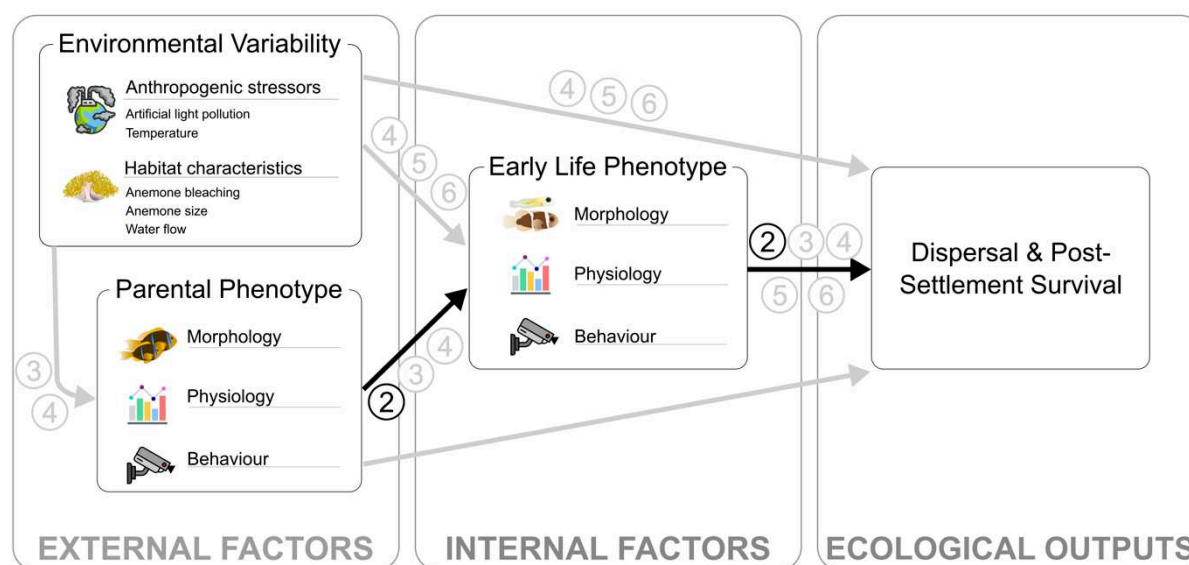 Environmental Variability
Anthropogenic stressors
Artificial light pollution
Temperature
Habitat characteristics
Anemone bleaching
Anemone size
Water flow
3
4
Parental Phenotype
Morphology
Physiology
Behaviour
EXTERNAL FACTORS
4 5 6
4
5
6
2 3 4
Early Life Phenotype
Morphology
Physiology
Behaviour
INTERNAL FACTORS
2 3 4
5 6
Dispersal & Post-
Settlement Survival
ECOLOGICAL OUTPUTS